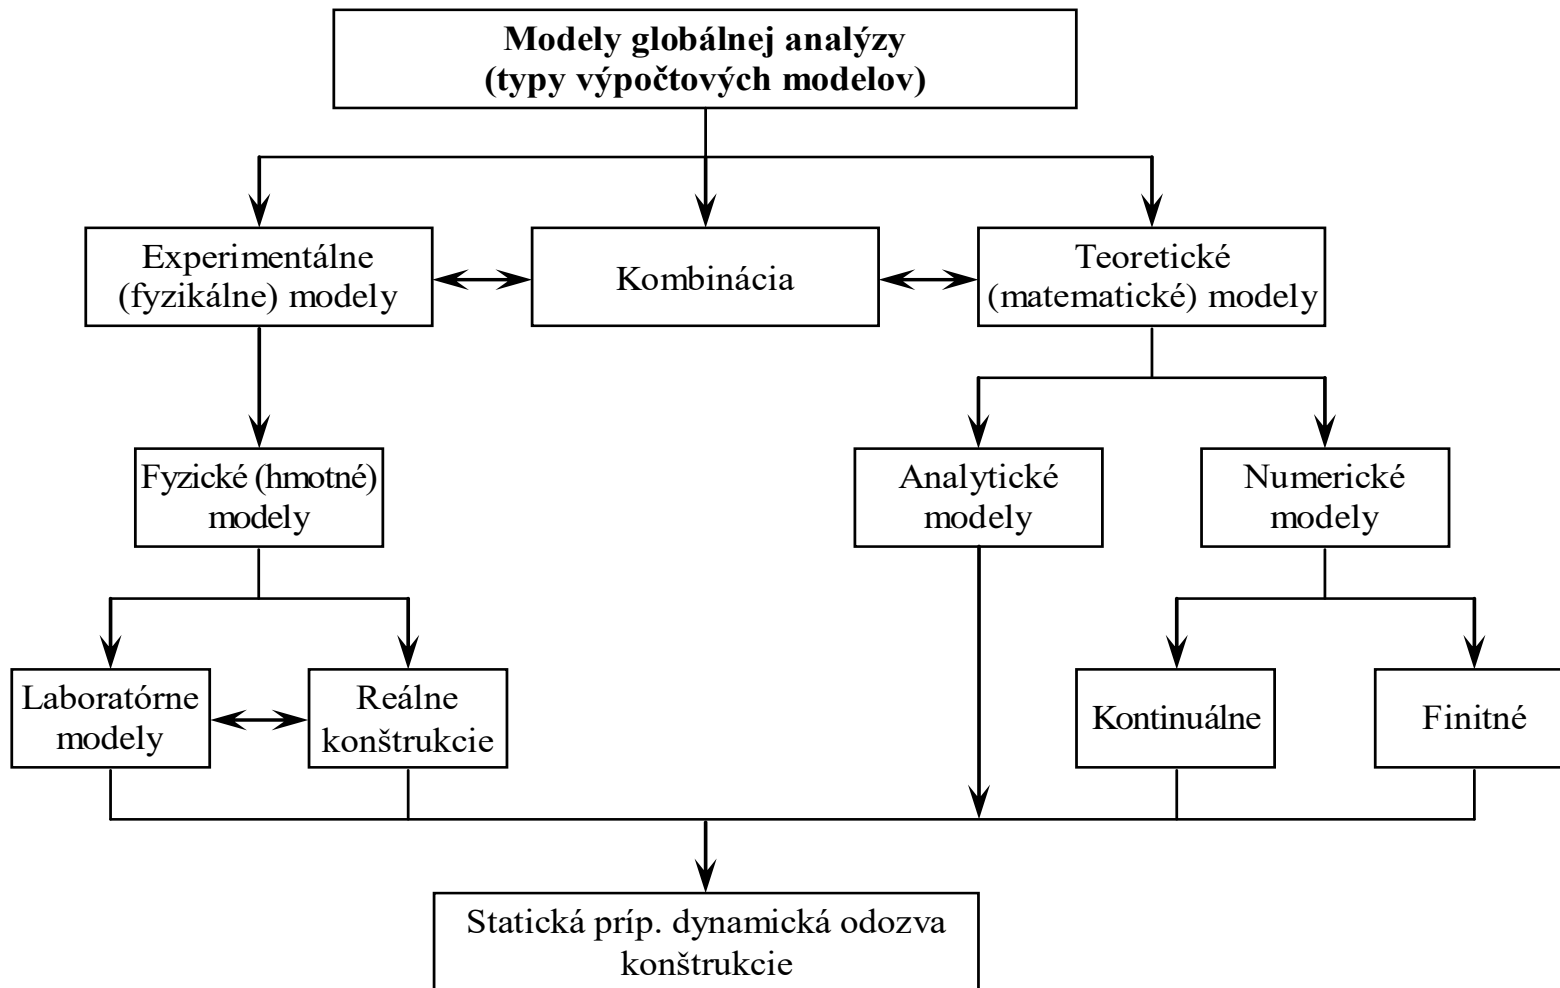 Modely globálnej analýzy
(typy výpočtových modelov)
Experimentálne
(fyzikálne) modely
Kombinácia
Teoretické
(matematické) modely
Fyzické (hmotné)
modely
Analytické
modely
Numerické
modely
Laboratórne
modely
Reálne
konštrukcie
Kontinuálne
Finitné
Statická príp. dynamická odozva
konštrukcie